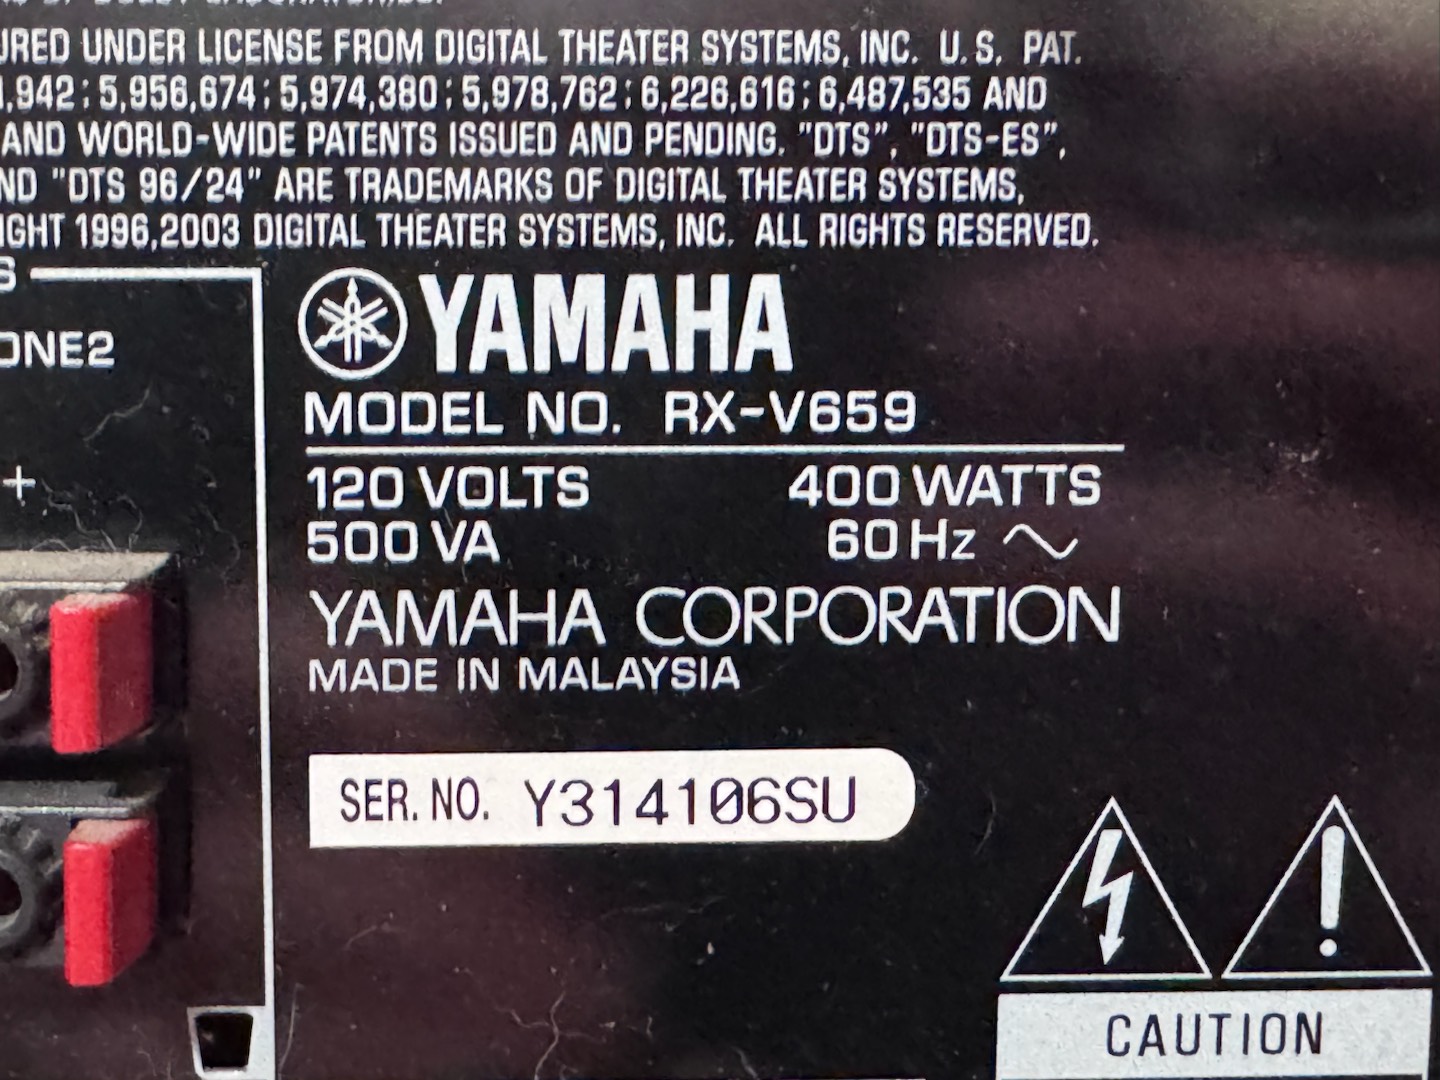 URED UNDER LICENSE FROM DIGITAL THEATER SYSTEMS, INC. U.S. PAT.
,942; 5,956,674; 5,974,380; 5,978,762; 6,226,616; 6,487,535 AND
AND WORLD-WIDE PATENTS ISSUED AND PENDING. "DTS", "DTS-ES",
ND "DTS 96/24" ARE TRADEMARKS OF DIGITAL THEATER SYSTEMS,
IGHT 1996,2003 DIGITAL THEATER SYSTEMS, INC. ALL RIGHTS RESERVED.
S
ONE2
+
YAMAHA
MODEL NO. RX-V659
120 VOLTS 400 WATTS
500 VA 60 Hz ∿
YAMAHA CORPORATION
MADE IN MALAYSIA
SER. NO. Y314106SU
CAUTION